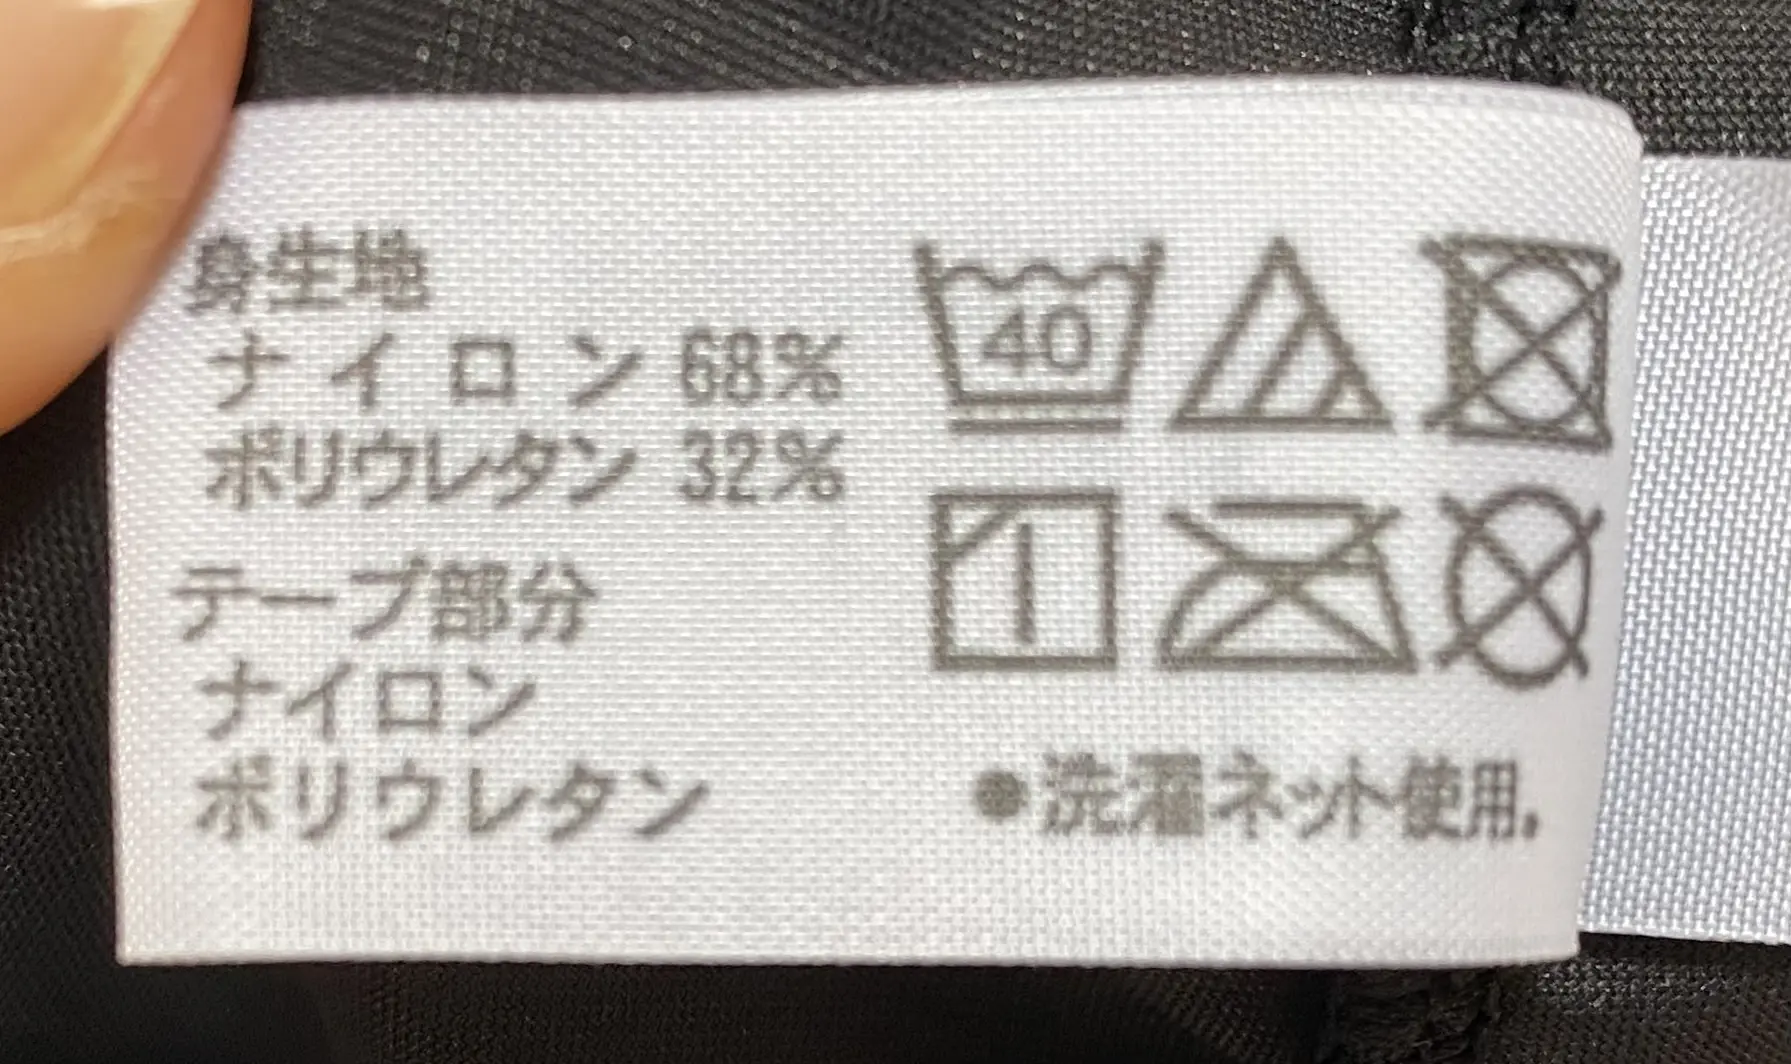 身生地
ナイロン 68%
ポリウレタン 32%
テープ部分
ナイロン
ポリウレタン
40
●洗濯ネット使用。